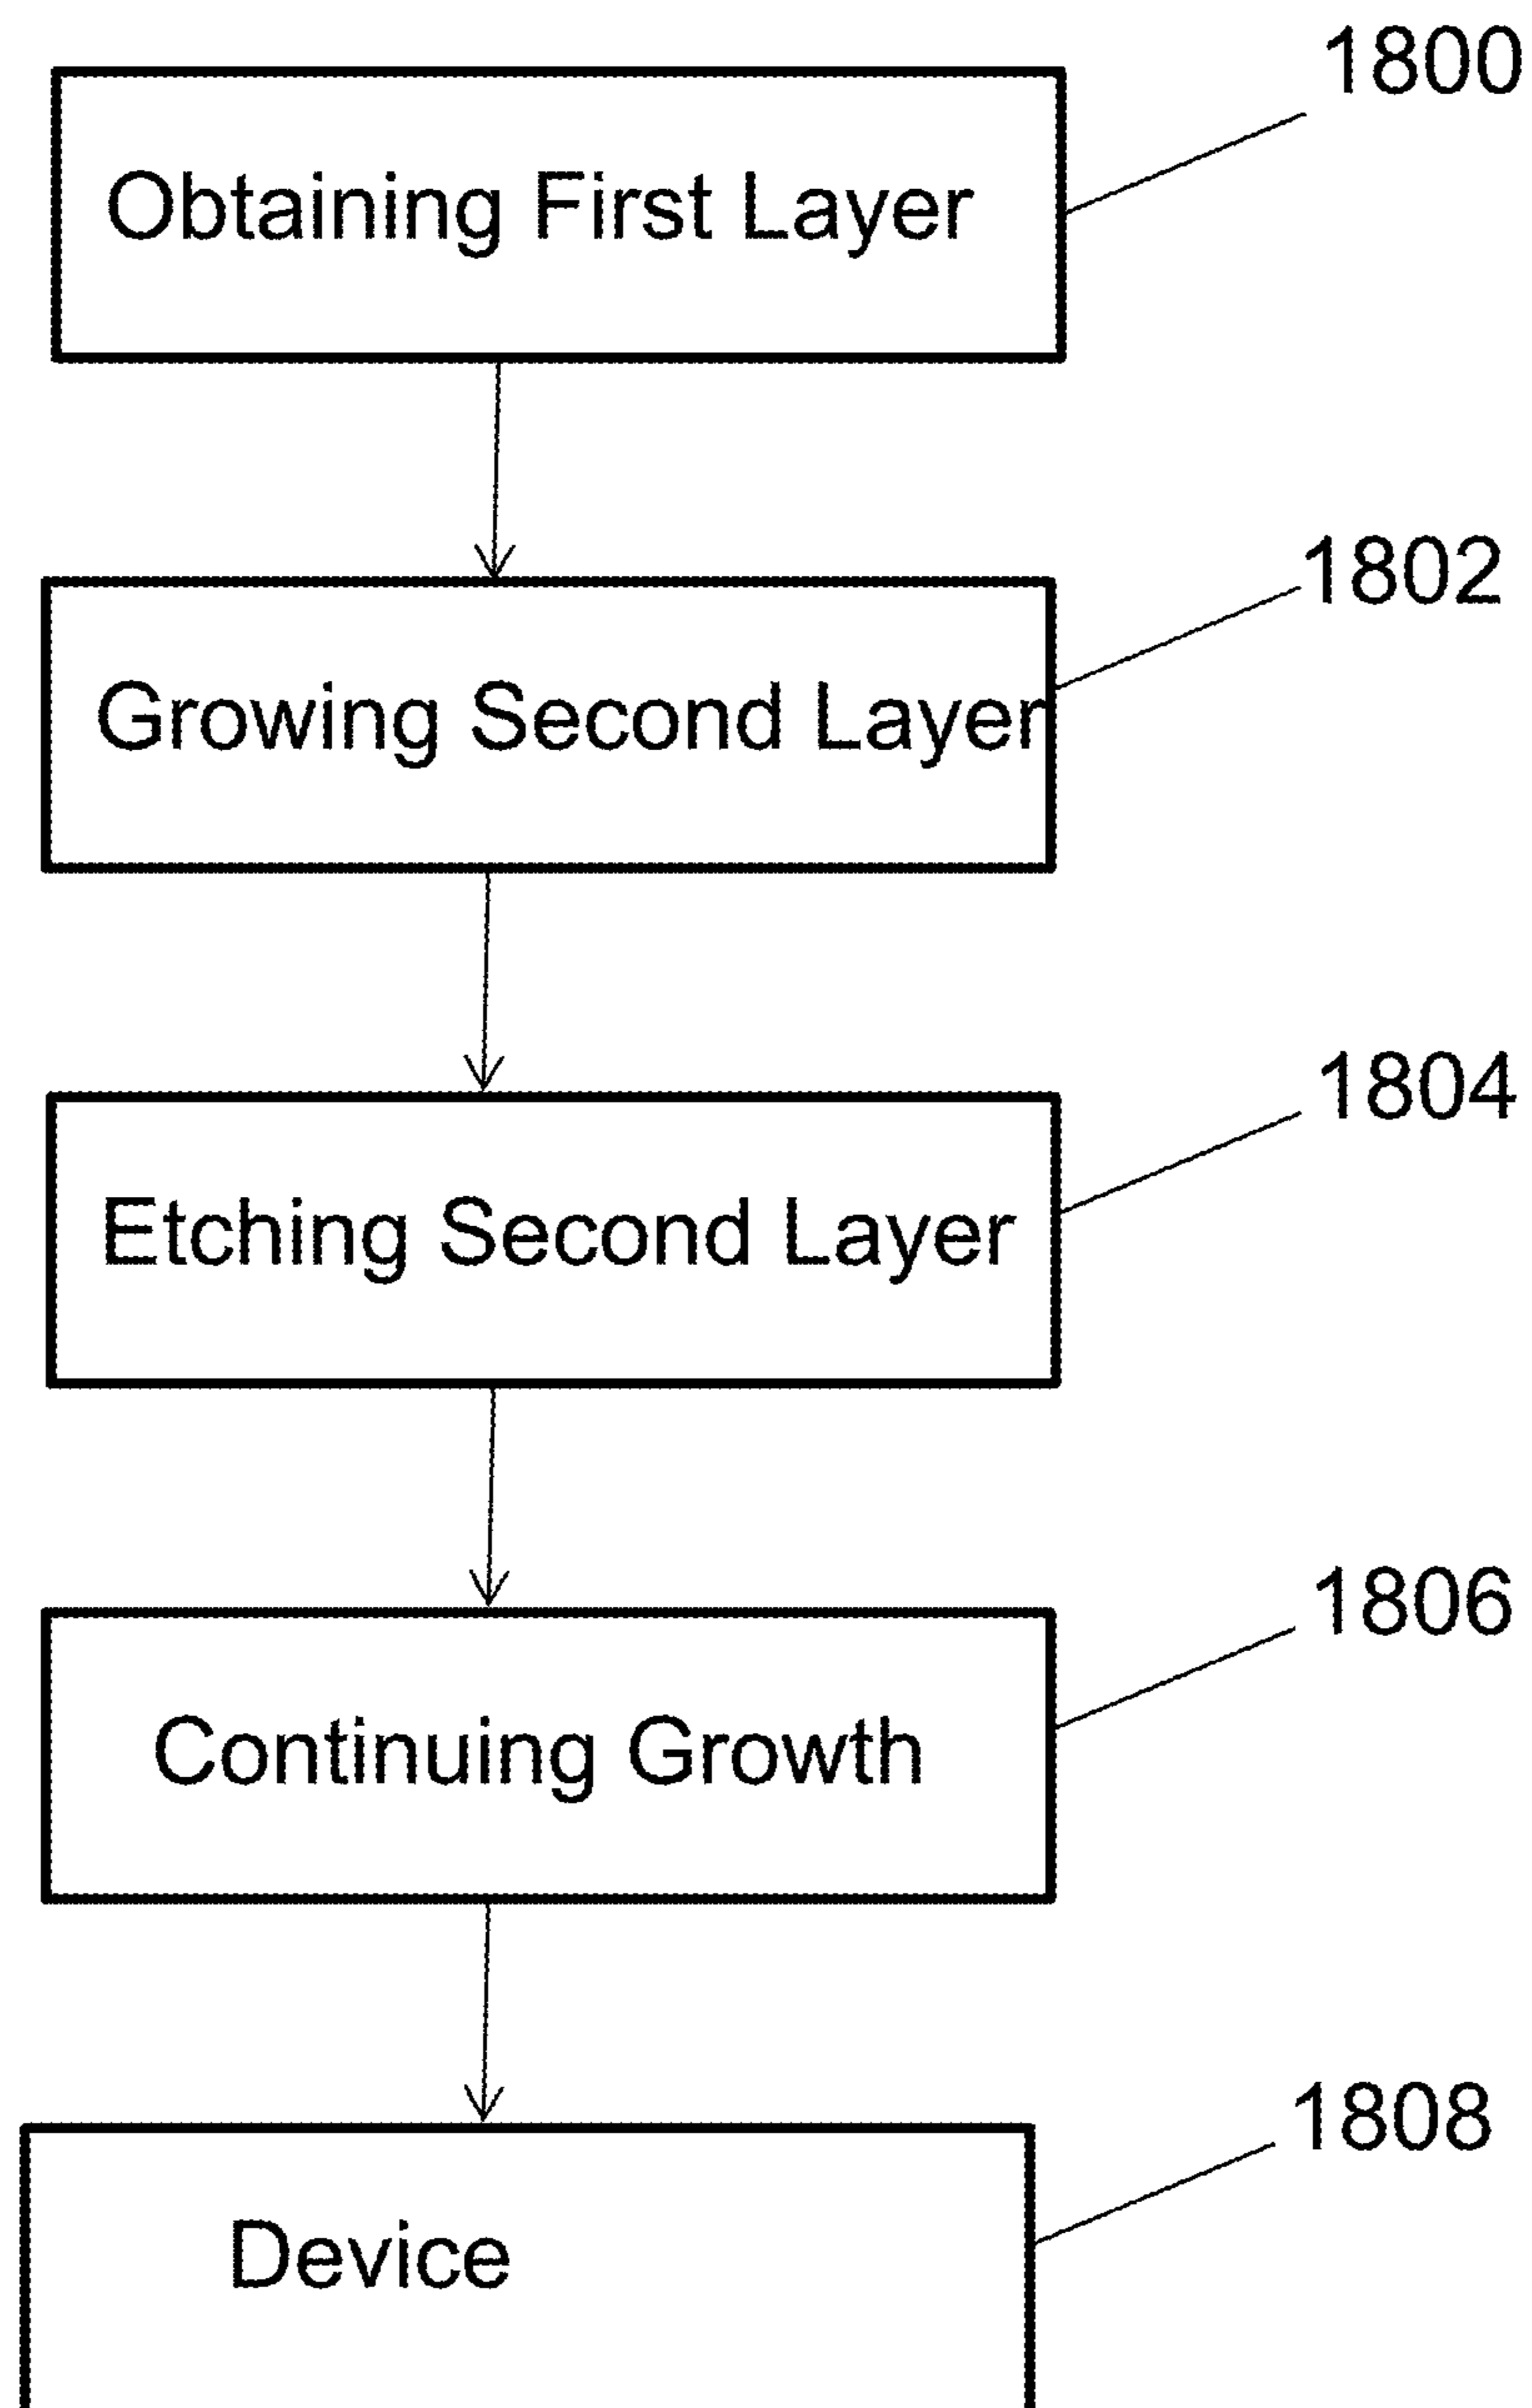 1800
Obtaining First Layer
1802
Growing Second Layer
1804
Etching Second Layer
1806
Continuing Growth
1808
Device